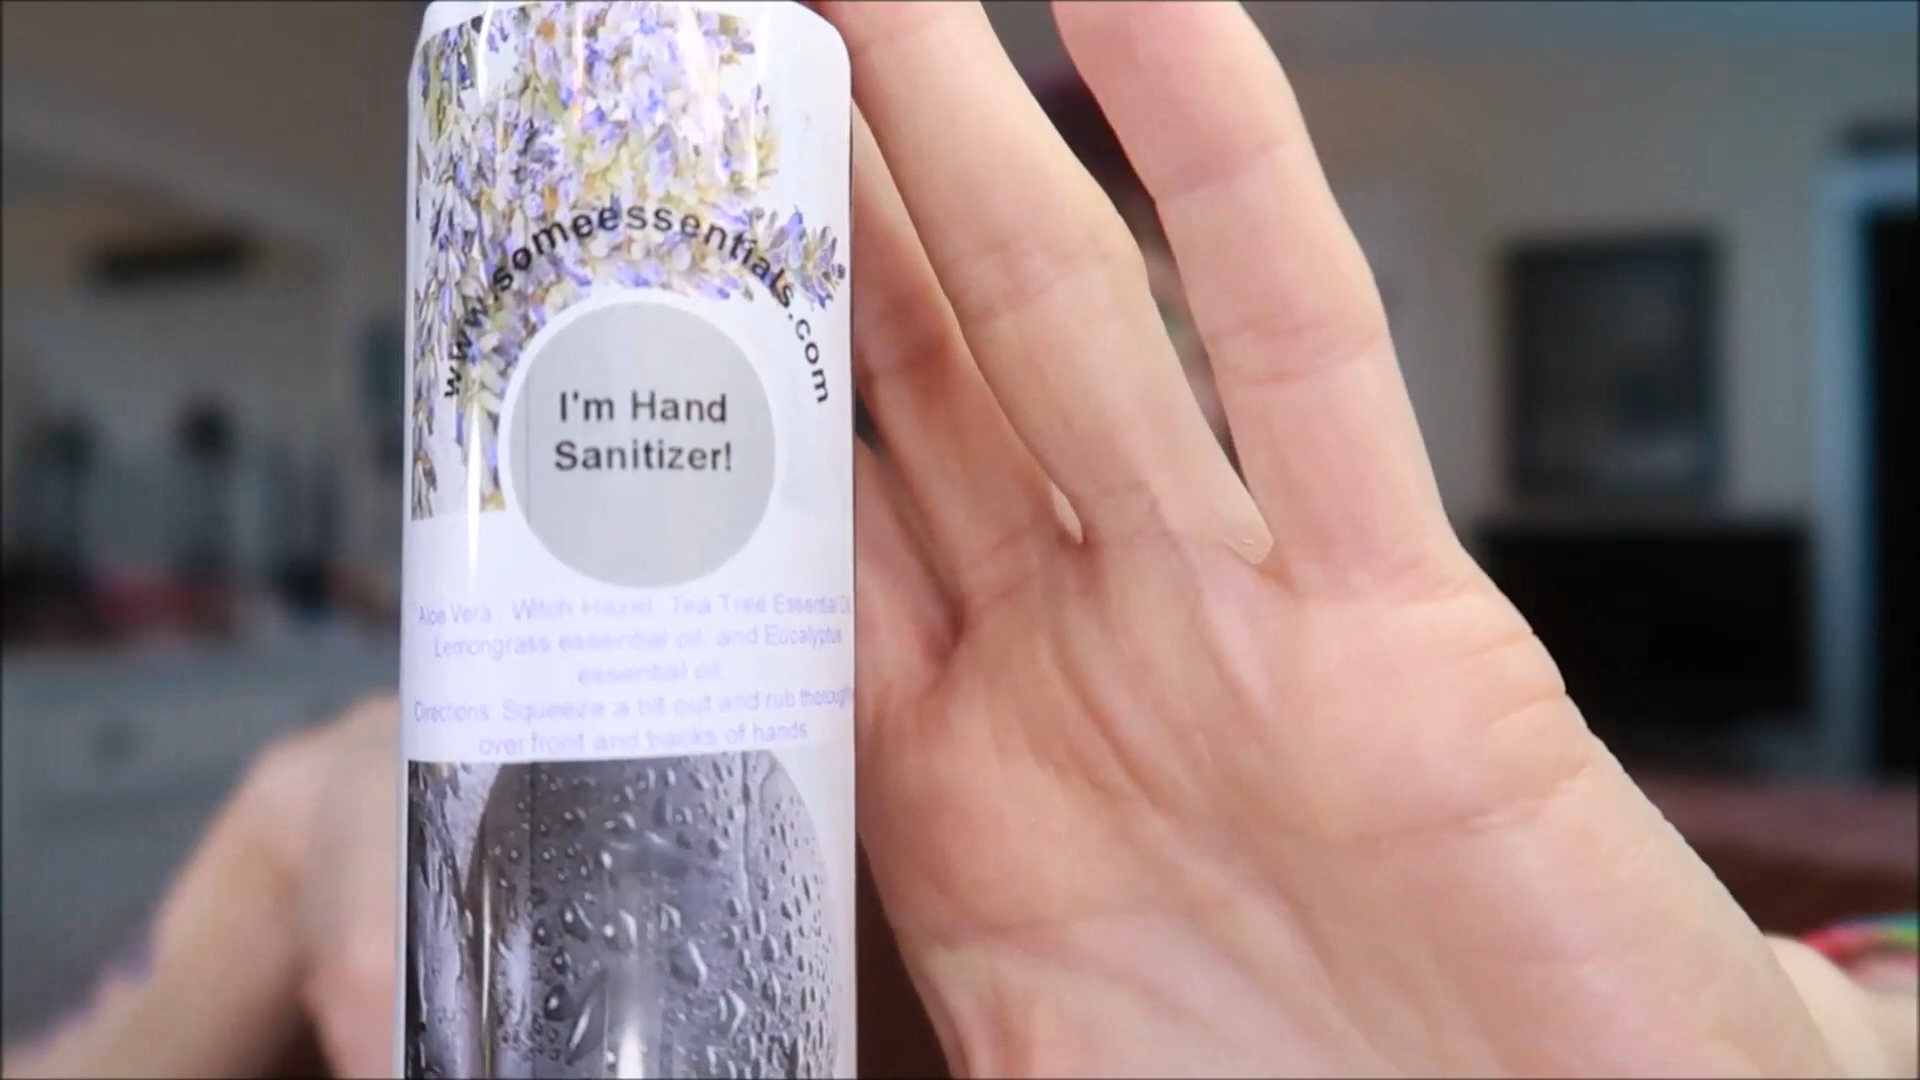 www.someessentials.com
I'm Hand
Sanitizer!
Aloe Vera, Witch Hazel, Tea Tree Essential
Lemongrass essential oil, and Eucalyptus
essential oil.
Directions: Squeeze a bit out and rub
over front and backs of hands.